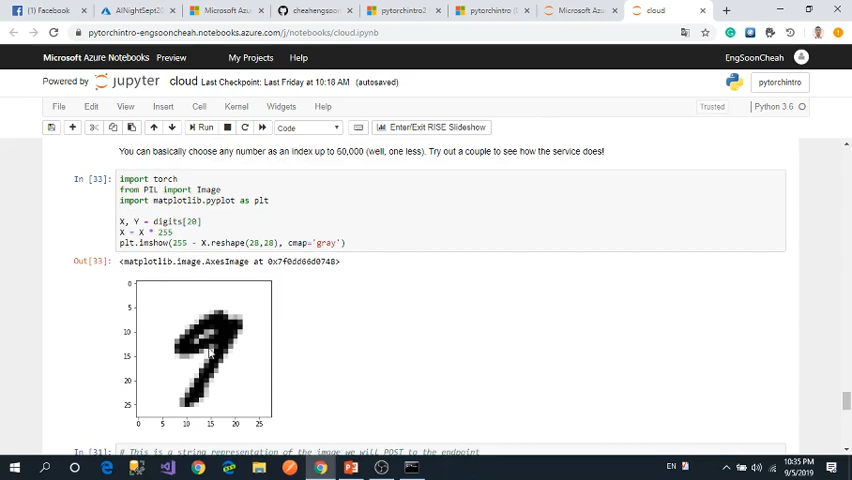 (1) Facebook
AINightSept20
Microsoft Azur
cheahengsoon
pytorchintro2
pytorchintro (
Microsoft Azur
cloud
pytorchintro-engsooncheah.notebooks.azure.com/j/notebooks/cloud.ipynb
Microsoft Azure Notebooks Preview My Projects Help EngSoonCheah
Powered by jupyter cloud Last Checkpoint: Last Friday at 10:18 AM (autosaved) pytorchintro
File Edit View Insert Cell Kernel Widgets Help Trusted Python 3.6
Run Code Enter/Exit RISE Slideshow
You can basically choose any number as an index up to 60,000 (well, one less). Try out a couple to see how the service does!
In [33]: import torch
from PIL import Image
import matplotlib.pyplot as plt
X, Y = digits[20]
X = X * 255
plt.imshow(255 - X.reshape(28,28), cmap='gray')
Out[33]: <matplotlib.image.AxesImage at 0x7f0dd66d0748>
0
5
10
15
20
25
0 5 10 15 20 25
In [31]: # This is a string representation of the image we will POST to the endpoint
EN
10:35 PM
9/5/2019